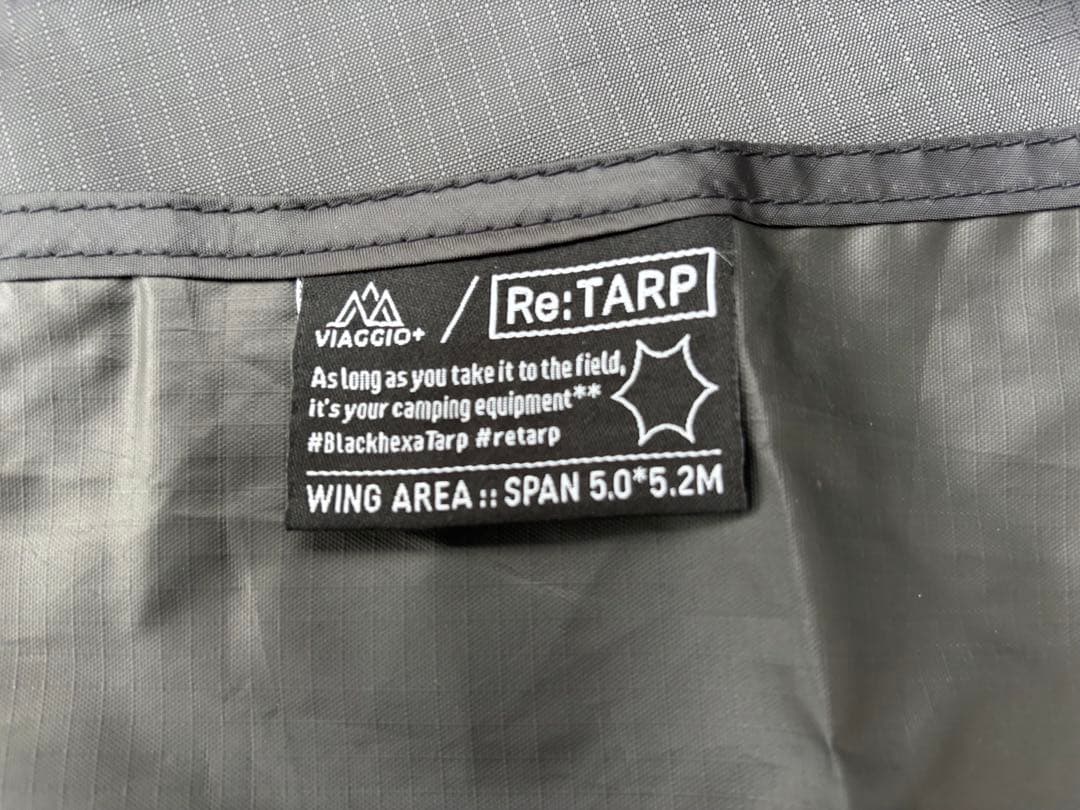 VIAGGIO+ / Re:TARP
As long as you take it to the field,
it's your camping equipment**
#BlackhexaTarp #retarp
WING AREA :: SPAN 5.0*5.2M